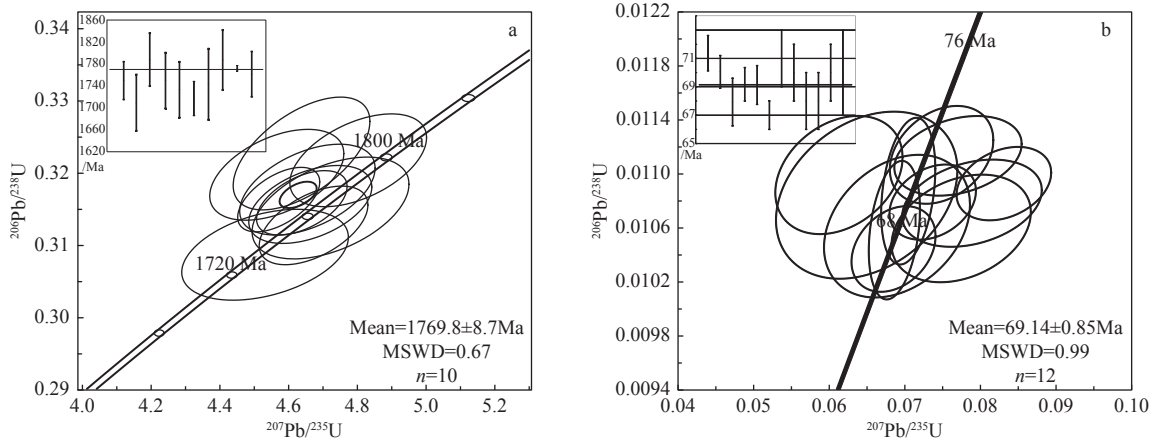 a
0.34
0.33
0.32
0.31
0.30
0.29
²⁰⁶Pb/²³⁸U
1860
1820
1780
1700
1660
1620
/Ma
1800 Ma
1720 Ma
Mean=1769.8±8.7Ma
MSWD=0.67
n=10
4.0
4.2
4.4
4.6
4.8
5.0
5.2
²⁰⁷Pb/²³⁵U
b
0.0122
0.0118
0.0114
0.0110
0.0106
0.0102
0.0098
0.0094
²⁰⁶Pb/²³⁸U
71
69
67
65
/Ma
76 Ma
68 Ma
Mean=69.14±0.85Ma
MSWD=0.99
n=12
0.04
0.05
0.06
0.07
0.08
0.09
0.10
²⁰⁷Pb/²³⁵U